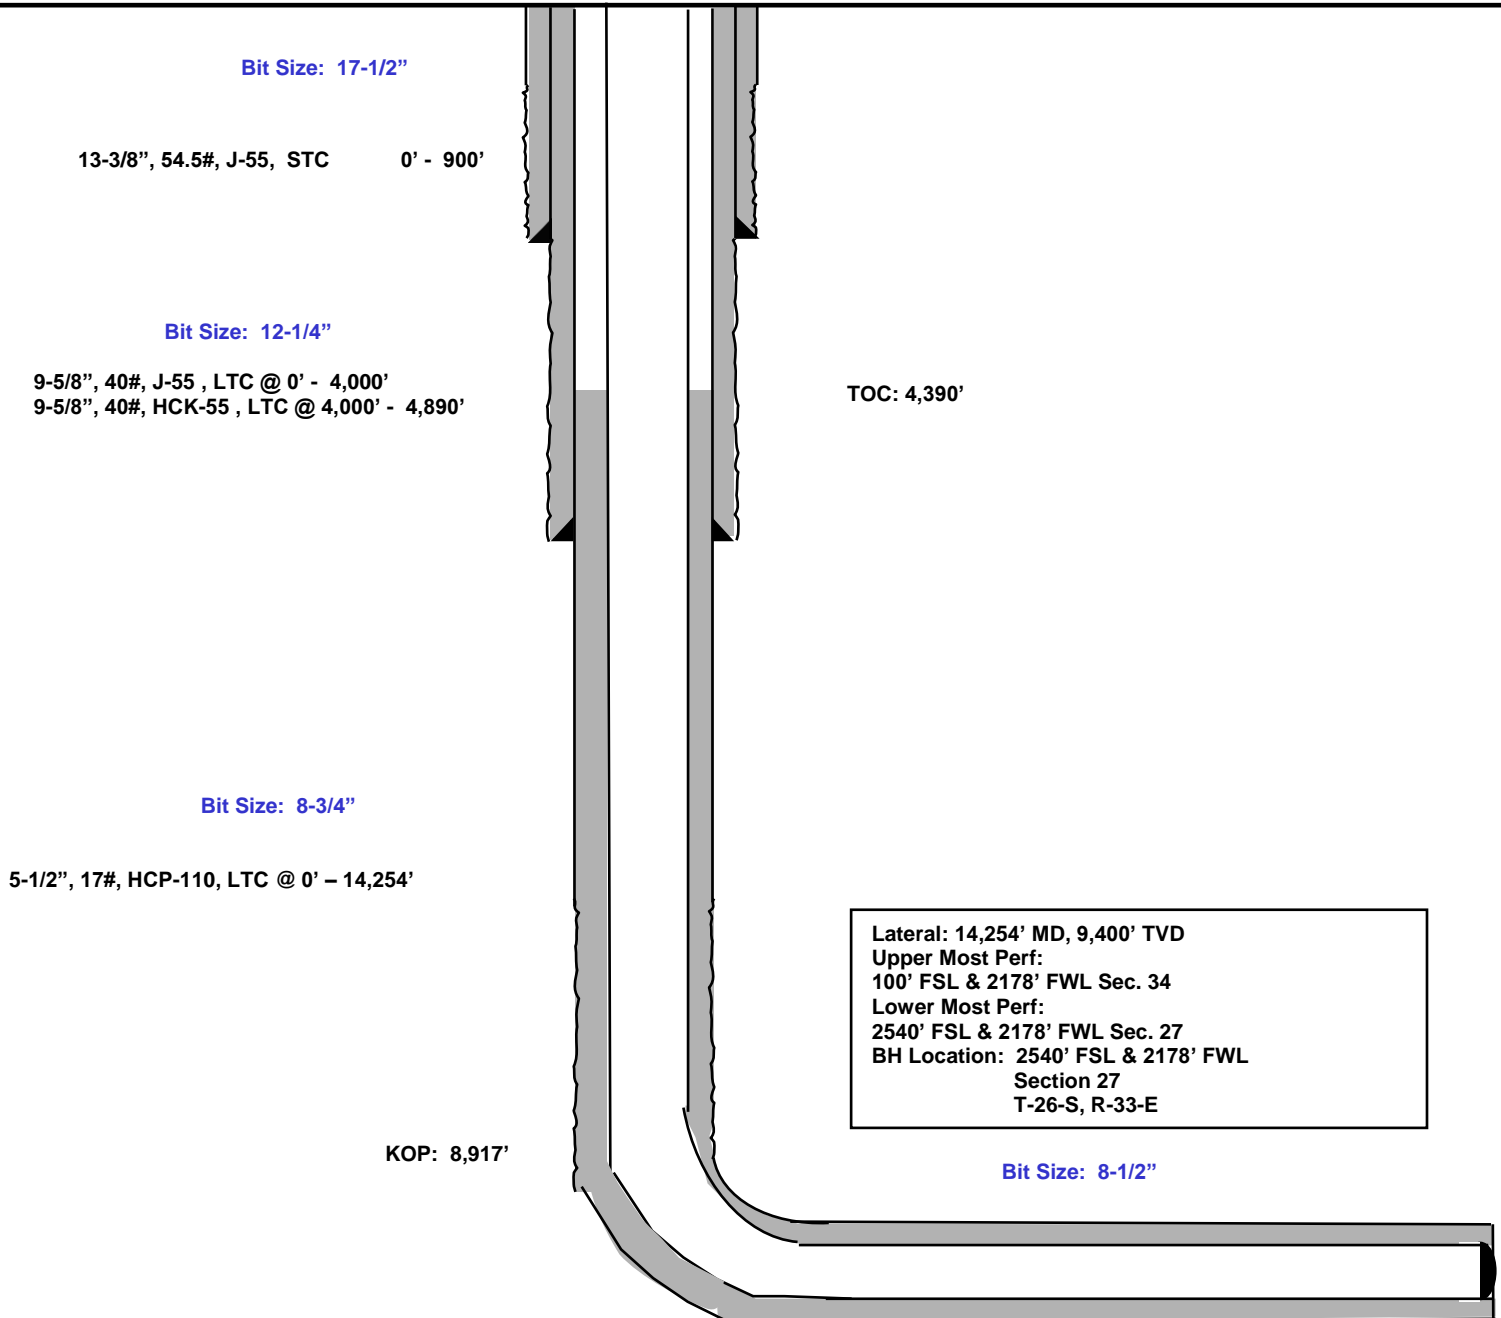 Bit Size: 17-1/2”
13-3/8”, 54.5#, J-55, STC 0’ - 900’
Bit Size: 12-1/4”
9-5/8”, 40#, J-55 , LTC @ 0’ - 4,000’
9-5/8”, 40#, HCK-55 , LTC @ 4,000’ - 4,890’
TOC: 4,390’
Bit Size: 8-3/4”
5-1/2”, 17#, HCP-110, LTC @ 0’ – 14,254’
Lateral: 14,254’ MD, 9,400’ TVD
Upper Most Perf:
100’ FSL & 2178’ FWL Sec. 34
Lower Most Perf:
2540’ FSL & 2178’ FWL Sec. 27
BH Location: 2540’ FSL & 2178’ FWL
Section 27
T-26-S, R-33-E
KOP: 8,917’
Bit Size: 8-1/2”